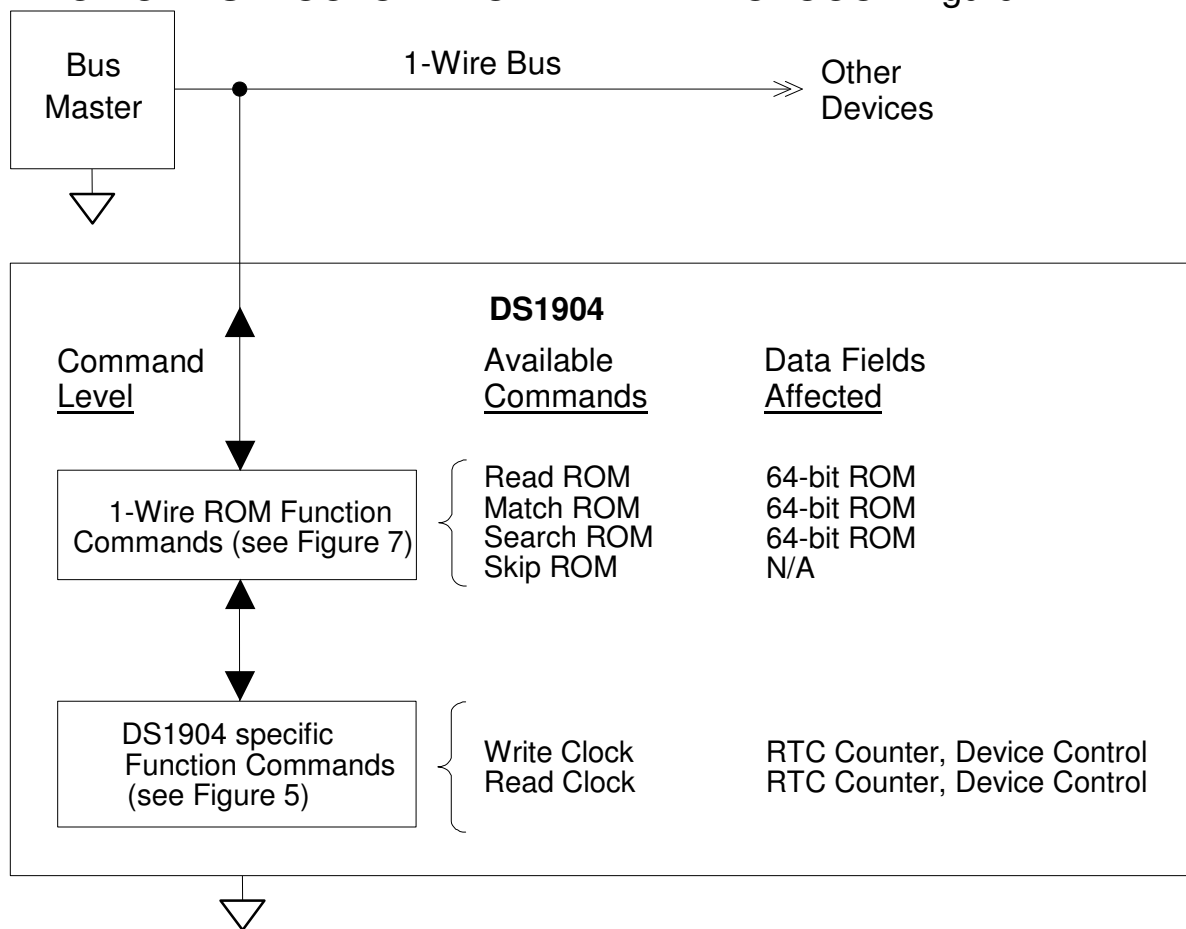 Bus
Master
1-Wire Bus
Other
Devices
DS1904
Command
Level
Available
Commands
Data Fields
Affected
1-Wire ROM Function
Commands (see Figure 7)
Read ROM 64-bit ROM
Match ROM 64-bit ROM
Search ROM 64-bit ROM
Skip ROM N/A
DS1904 specific
Function Commands
(see Figure 5)
Write Clock RTC Counter, Device Control
Read Clock RTC Counter, Device Control